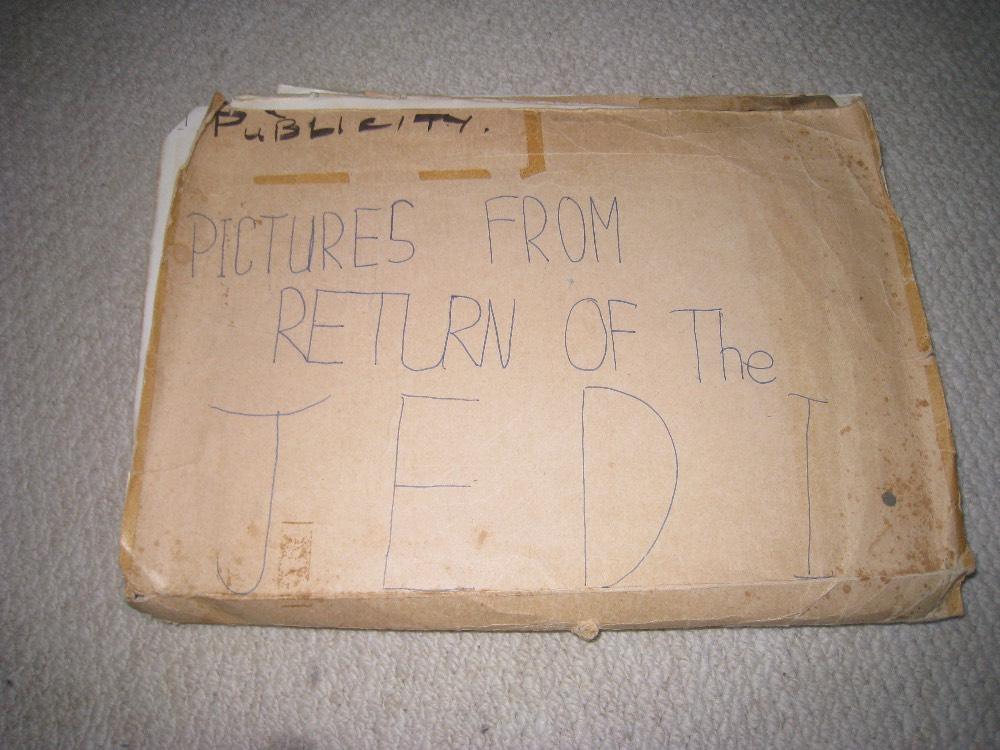 PUBLICITY.
PICTURES FROM
RETURN OF The
JEDI